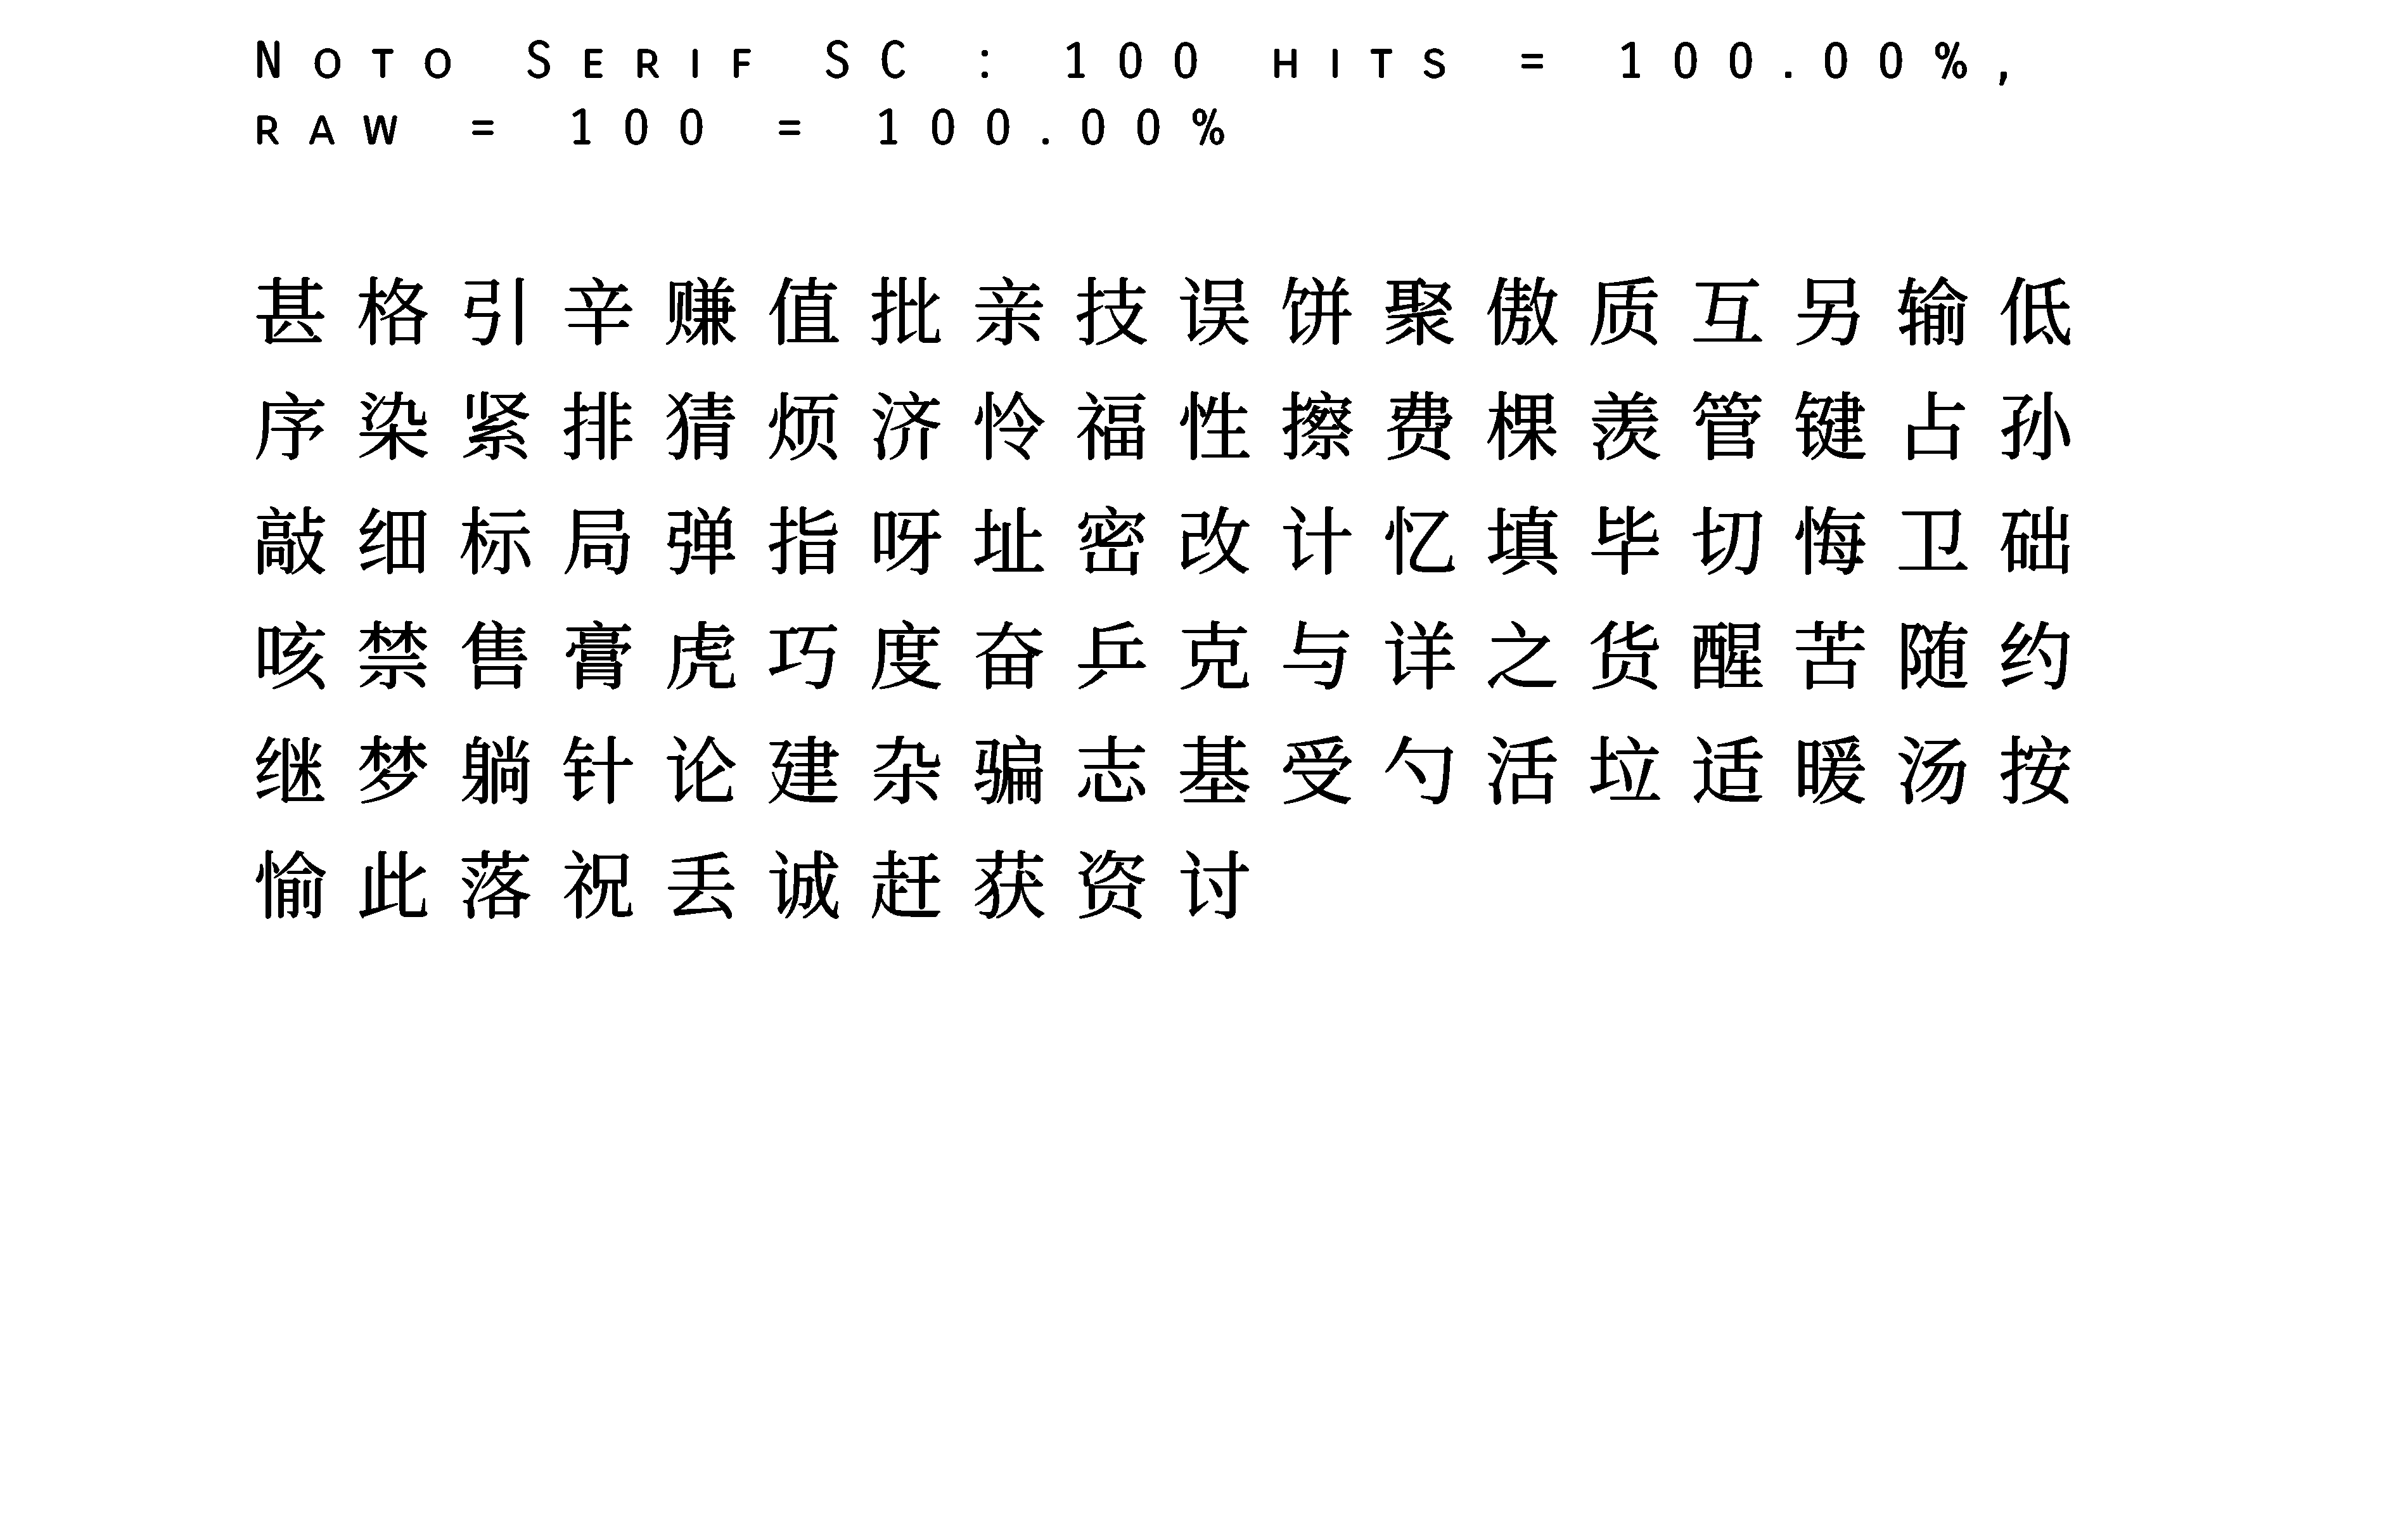 Noto Serif SC : 100 hits = 100.00%,
raw = 100 = 100.00%
甚格引辛赚值批亲技误饼聚傲质互另输低
序染紧排猜烦济怜福性擦费棵羡管键占孙
敲细标局弹指呀址密改计忆填毕切悔卫础
咳禁售膏虎巧度奋乒克与详之货醒苦随约
继梦躺针论建杂骗志基受勺活垃适暖汤按
愉此落祝丢诚赶获资讨